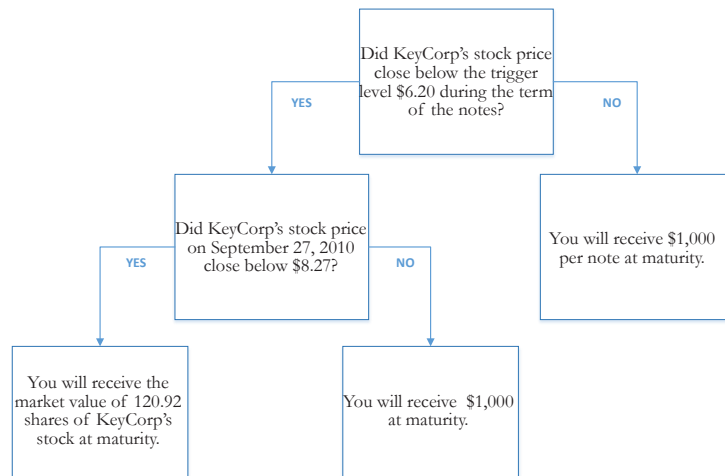 Did KeyCorp's stock price
close below the trigger
level $6.20 during the term
of the notes?
YES
NO
Did KeyCorp's stock price
on September 27, 2010
close below $8.27?
You will receive $1,000
per note at maturity.
YES
NO
You will receive the
market value of 120.92
shares of KeyCorp's
stock at maturity.
You will receive $1,000
at maturity.